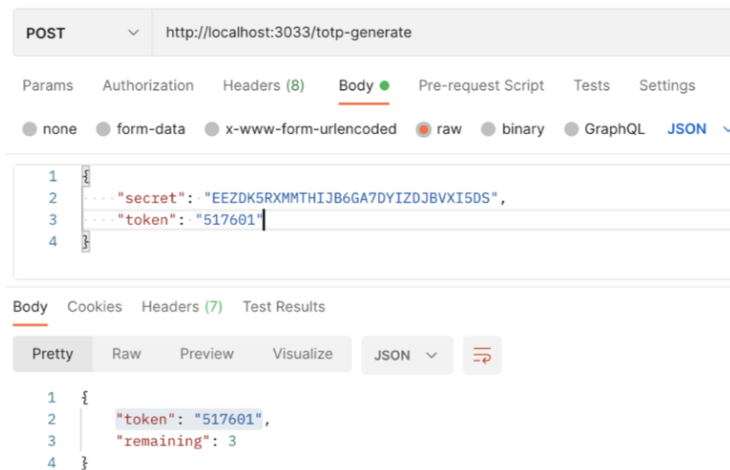 POST http://localhost:3033/totp-generate
Params Authorization Headers (8) Body Pre-request Script Tests Settings
none form-data x-www-form-urlencoded raw binary GraphQL JSON
1 {
2 "secret": "EEZDK5RXMMTHIJB6GA7DYIZDJBVXI5DS",
3 "token": "517601"
4 }
Body Cookies Headers (7) Test Results
Pretty Raw Preview Visualize JSON
1 {
2 "token": "517601",
3 "remaining": 3
4 }